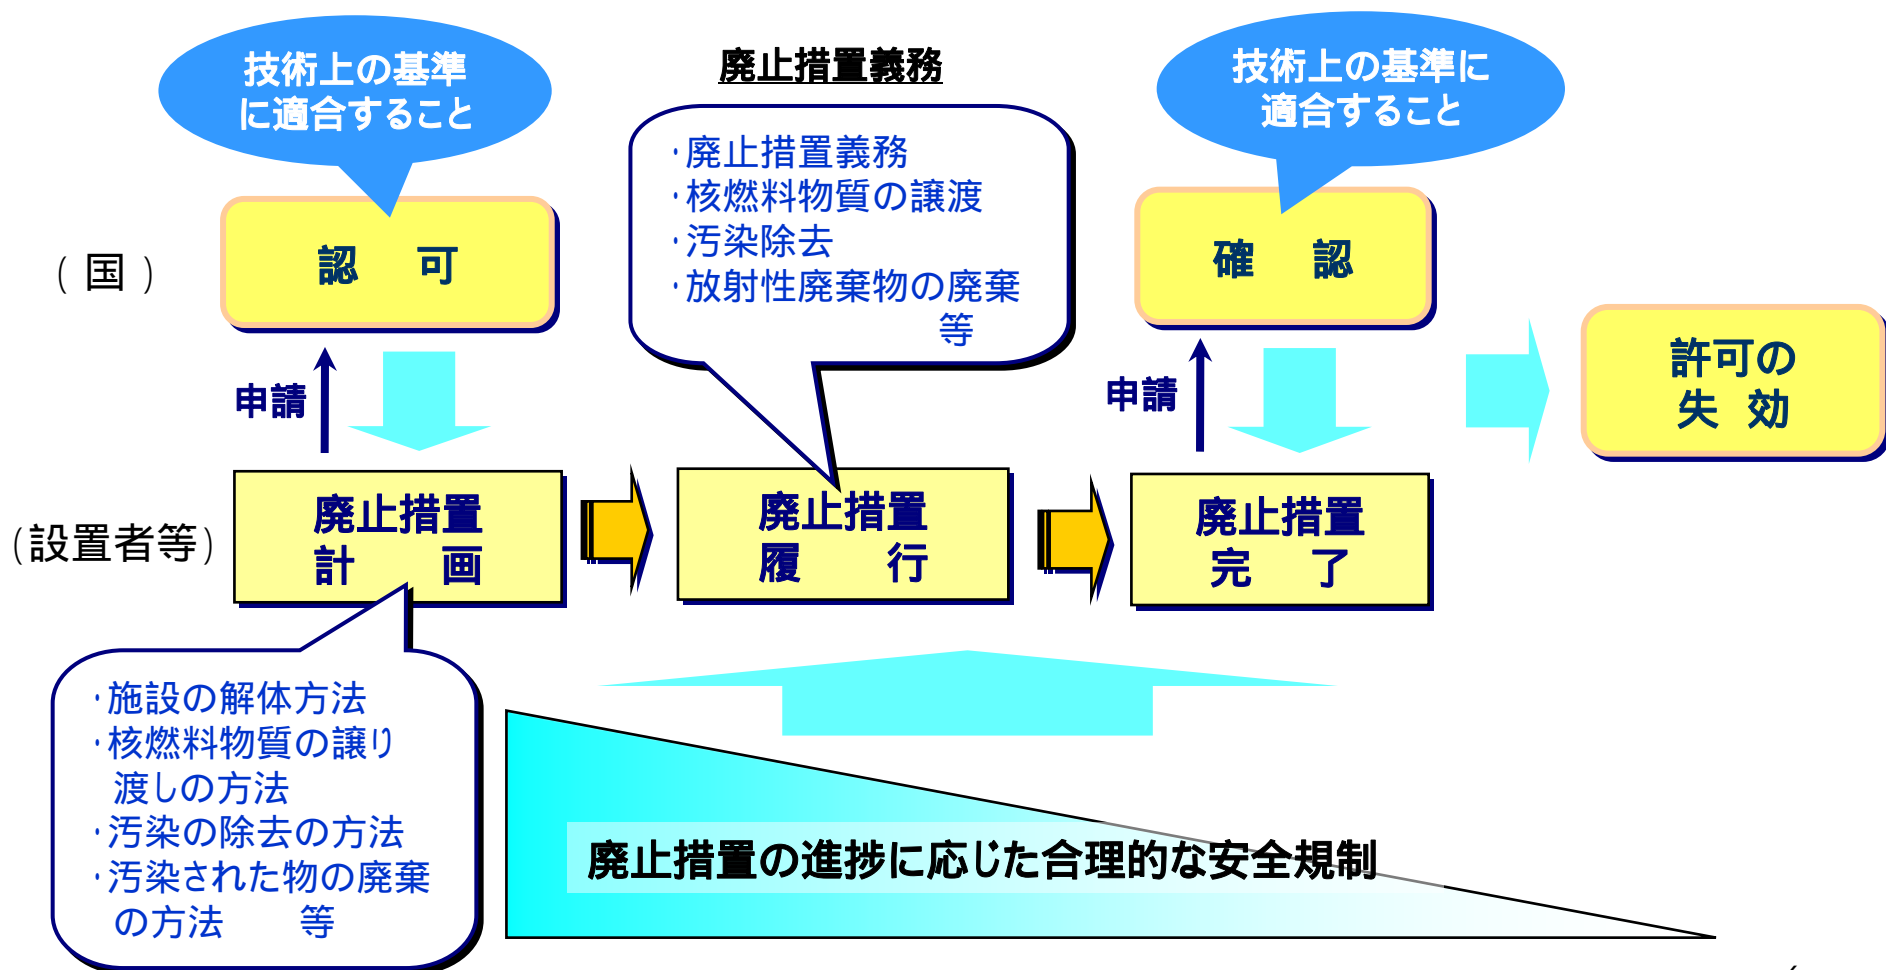 技術上の基準
に適合すること
廃止措置義務
技術上の基準に
適合すること
・廃止措置義務
・核燃料物質の譲渡
・汚染除去
・放射性廃棄物の廃棄
等
(国)
認 可
確 認
申請
申請
許可の
失 効
(設置者等)
廃止措置
計 画
廃止措置
履 行
廃止措置
完 了
・施設の解体方法
・核燃料物質の譲り
渡しの方法
・汚染の除去の方法
・汚染された物の廃棄
の方法 等
廃止措置の進捗に応じた合理的な安全規制